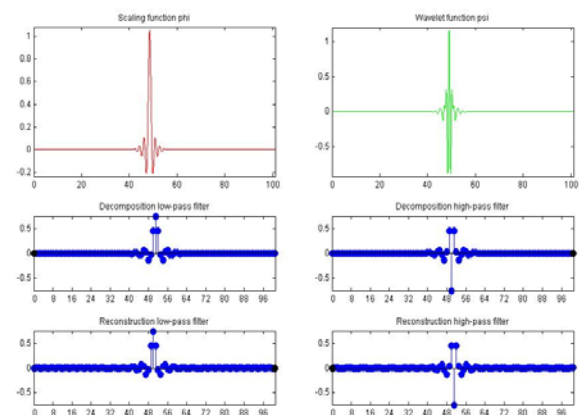 Scaling function phi
1
0.8
0.6
0.4
0.2
0
-0.2
0 20 40 60 80 100
Wavelet function psi
1
0.5
0
-0.5
0 20 40 60 80 100
Decomposition low-pass filter
0.5
0
-0.5
0 8 16 24 32 40 48 56 64 72 80 88 96
Decomposition high-pass filter
0.5
0
-0.5
0 8 16 24 32 40 48 56 64 72 80 88 96
Reconstruction low-pass filter
0.5
0
-0.5
0 8 16 24 32 40 48 56 64 72 80 88 96
Reconstruction high-pass filter
0.5
0
-0.5
0 8 16 24 32 40 48 56 64 72 80 88 96